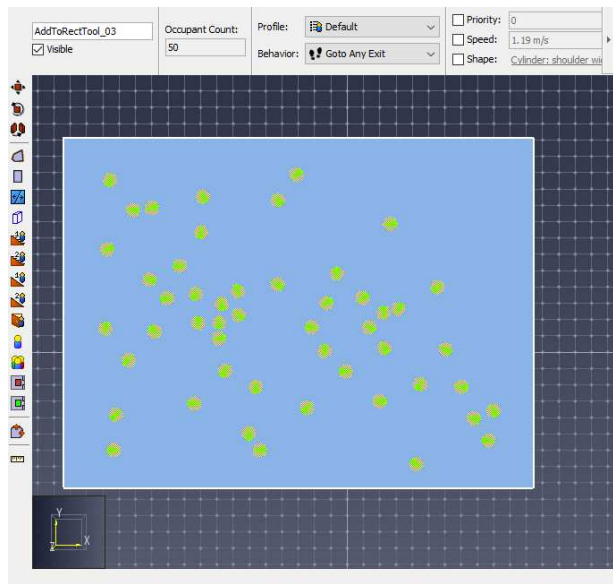 AddToRectTool_03
Visible
Occupant Count:
50
Profile: Default
Behavior: Goto Any Exit
Priority: 0
Speed: 1.19 m/s
Shape: Cylinder: shoulder wi
Y
Z X